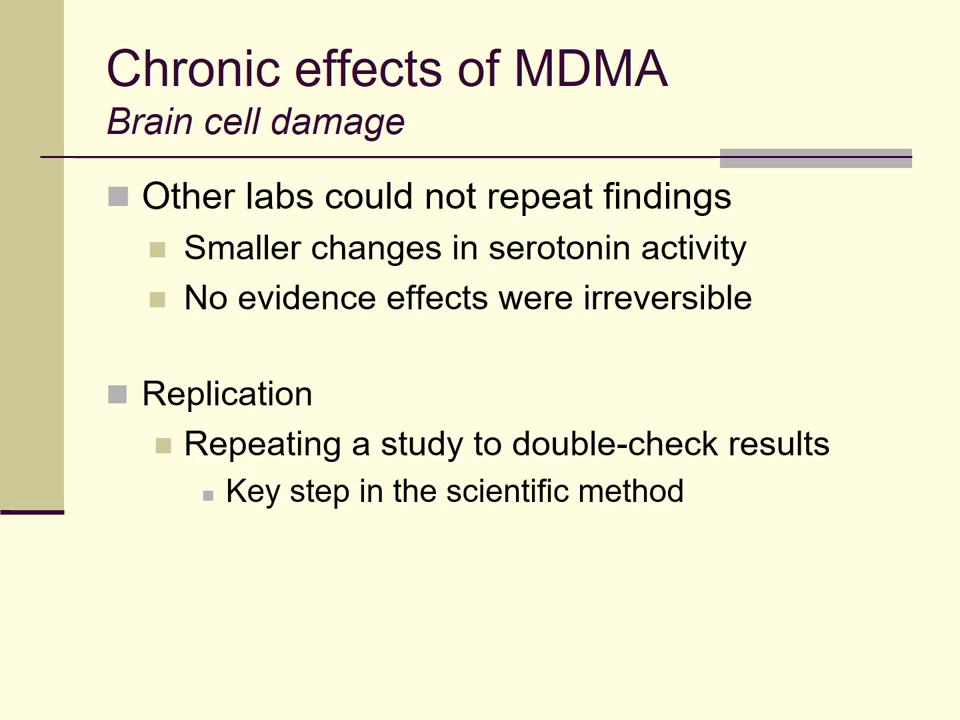 Chronic effects of MDMA
Brain cell damage
Other labs could not repeat findings
Smaller changes in serotonin activity
No evidence effects were irreversible
Replication
Repeating a study to double-check results
Key step in the scientific method